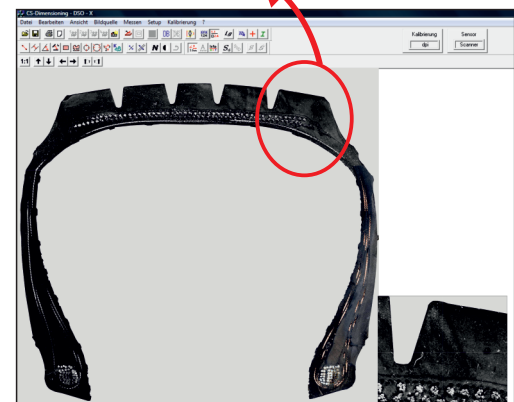 CS-Dimensioning - DSO - X
Datei Bearbeiten Ansicht Bildquelle Messen Setup Kalibrierung ?
Kalibrierung
Sensor
dpi
Scanner
1:1